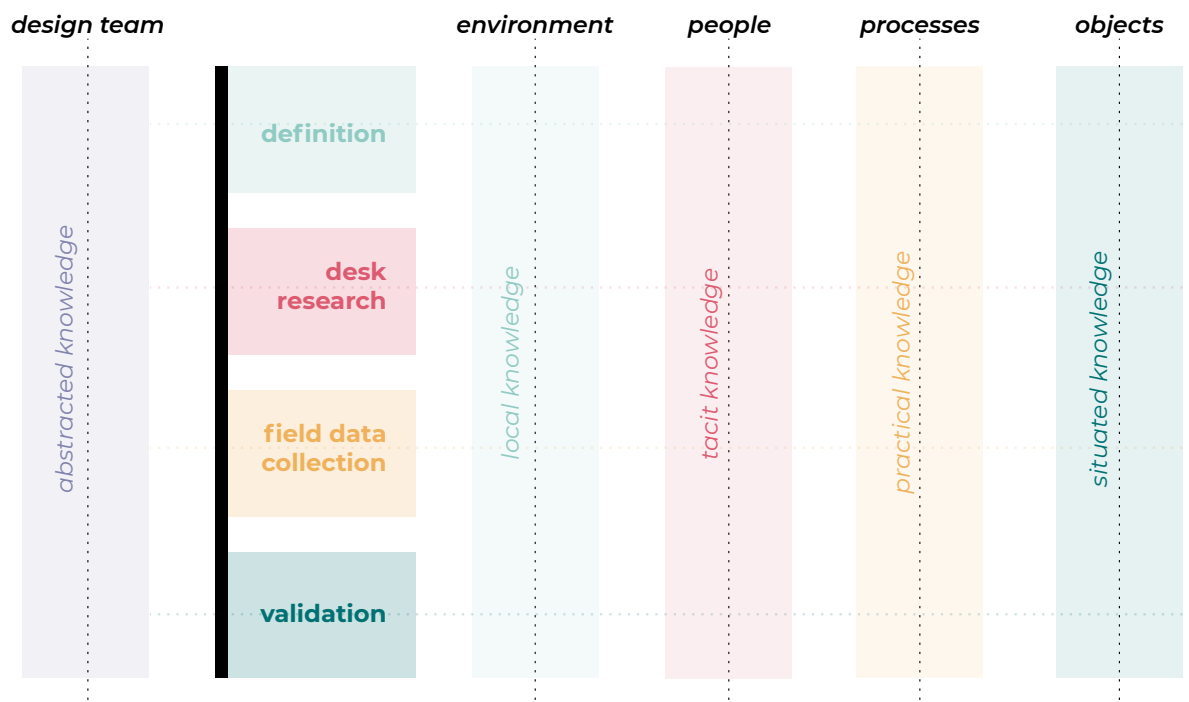 design team
environment
people
processes
objects
definition
desk
research
field data
collection
validation
abstracted knowledge
local knowledge
tacit knowledge
practical knowledge
situated knowledge